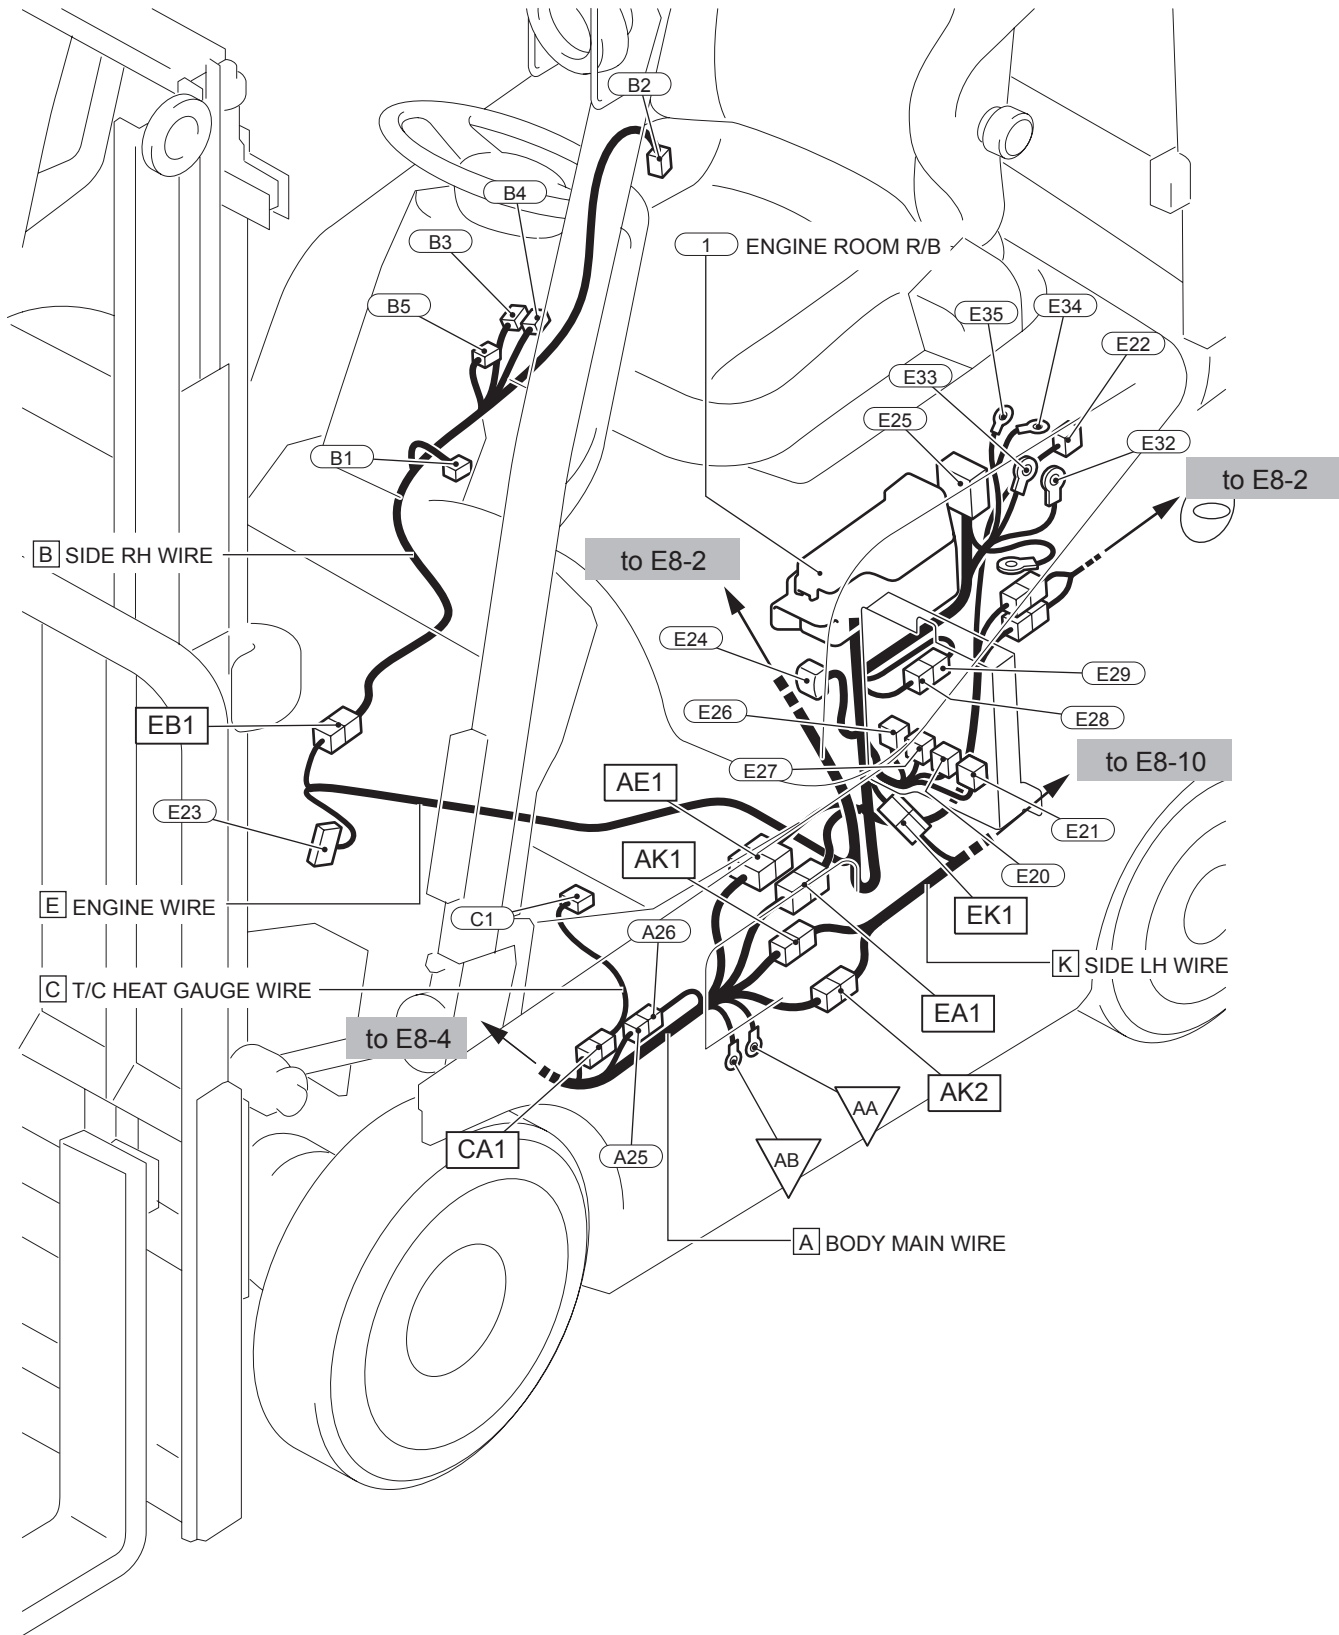 B2
B4
B3
1 ENGINE ROOM R/B
B5
E35
E34
E22
E33
E25
E32
B1
to E8-2
B SIDE RH WIRE
to E8-2
E24
E29
E26
E28
EB1
E27
to E8-10
AE1
E23
E21
AK1
E20
E ENGINE WIRE
C1
EK1
A26
K SIDE LH WIRE
C T/C HEAT GAUGE WIRE
EA1
to E8-4
AK2
AA
CA1
A25
AB
A BODY MAIN WIRE